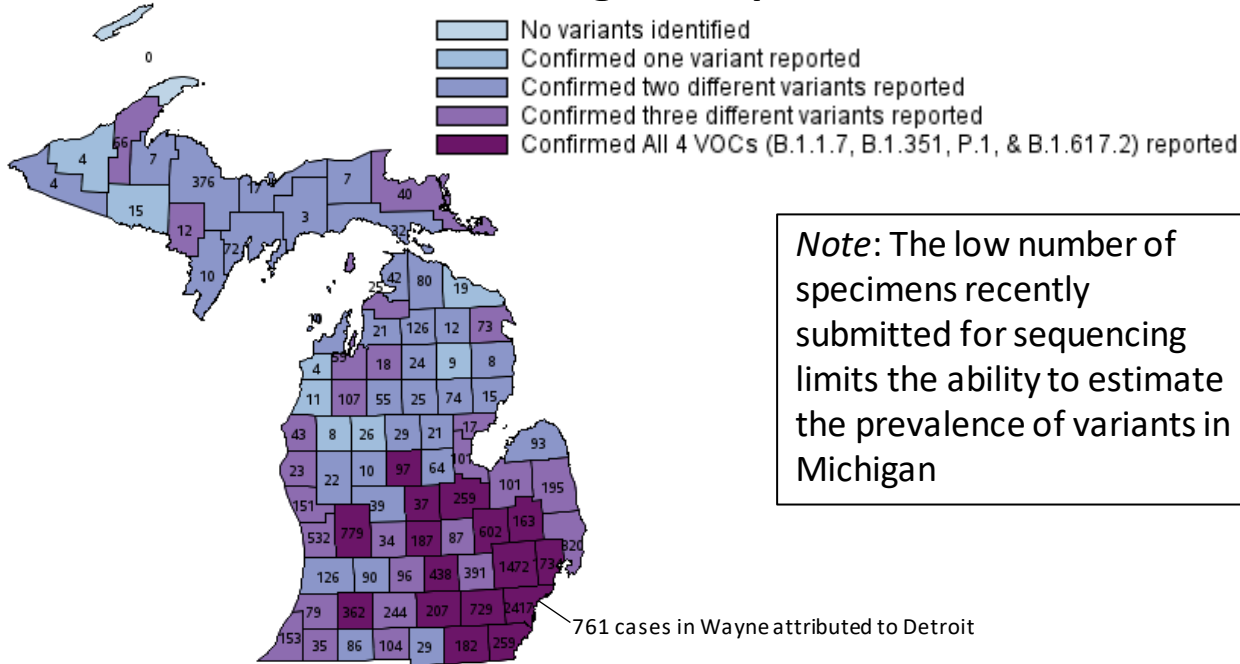 No variants identified
Confirmed one variant reported
Confirmed two different variants reported
Confirmed three different variants reported
Confirmed All 4 VOCs (B.1.1.7, B.1.351, P.1, & B.1.617.2) reported
0
66
4 7 7
4 376 17 40
15 3
12 72 32
10
42 80 19
25
21 126 12 73
59
4 18 24 9 8
11 107 55 25 74 15
43 8 26 29 21 17 93
23 22 10 97 64 101 101 195
151 39 37 259 163
532 779 34 187 87 602 820
126 90 96 438 391 1472 734
79 362 244 207 729 2417
153 35 86 104 29 182 259
761 cases in Wayne attributed to Detroit
Note: The low number of
specimens recently
submitted for sequencing
limits the ability to estimate
the prevalence of variants in
Michigan